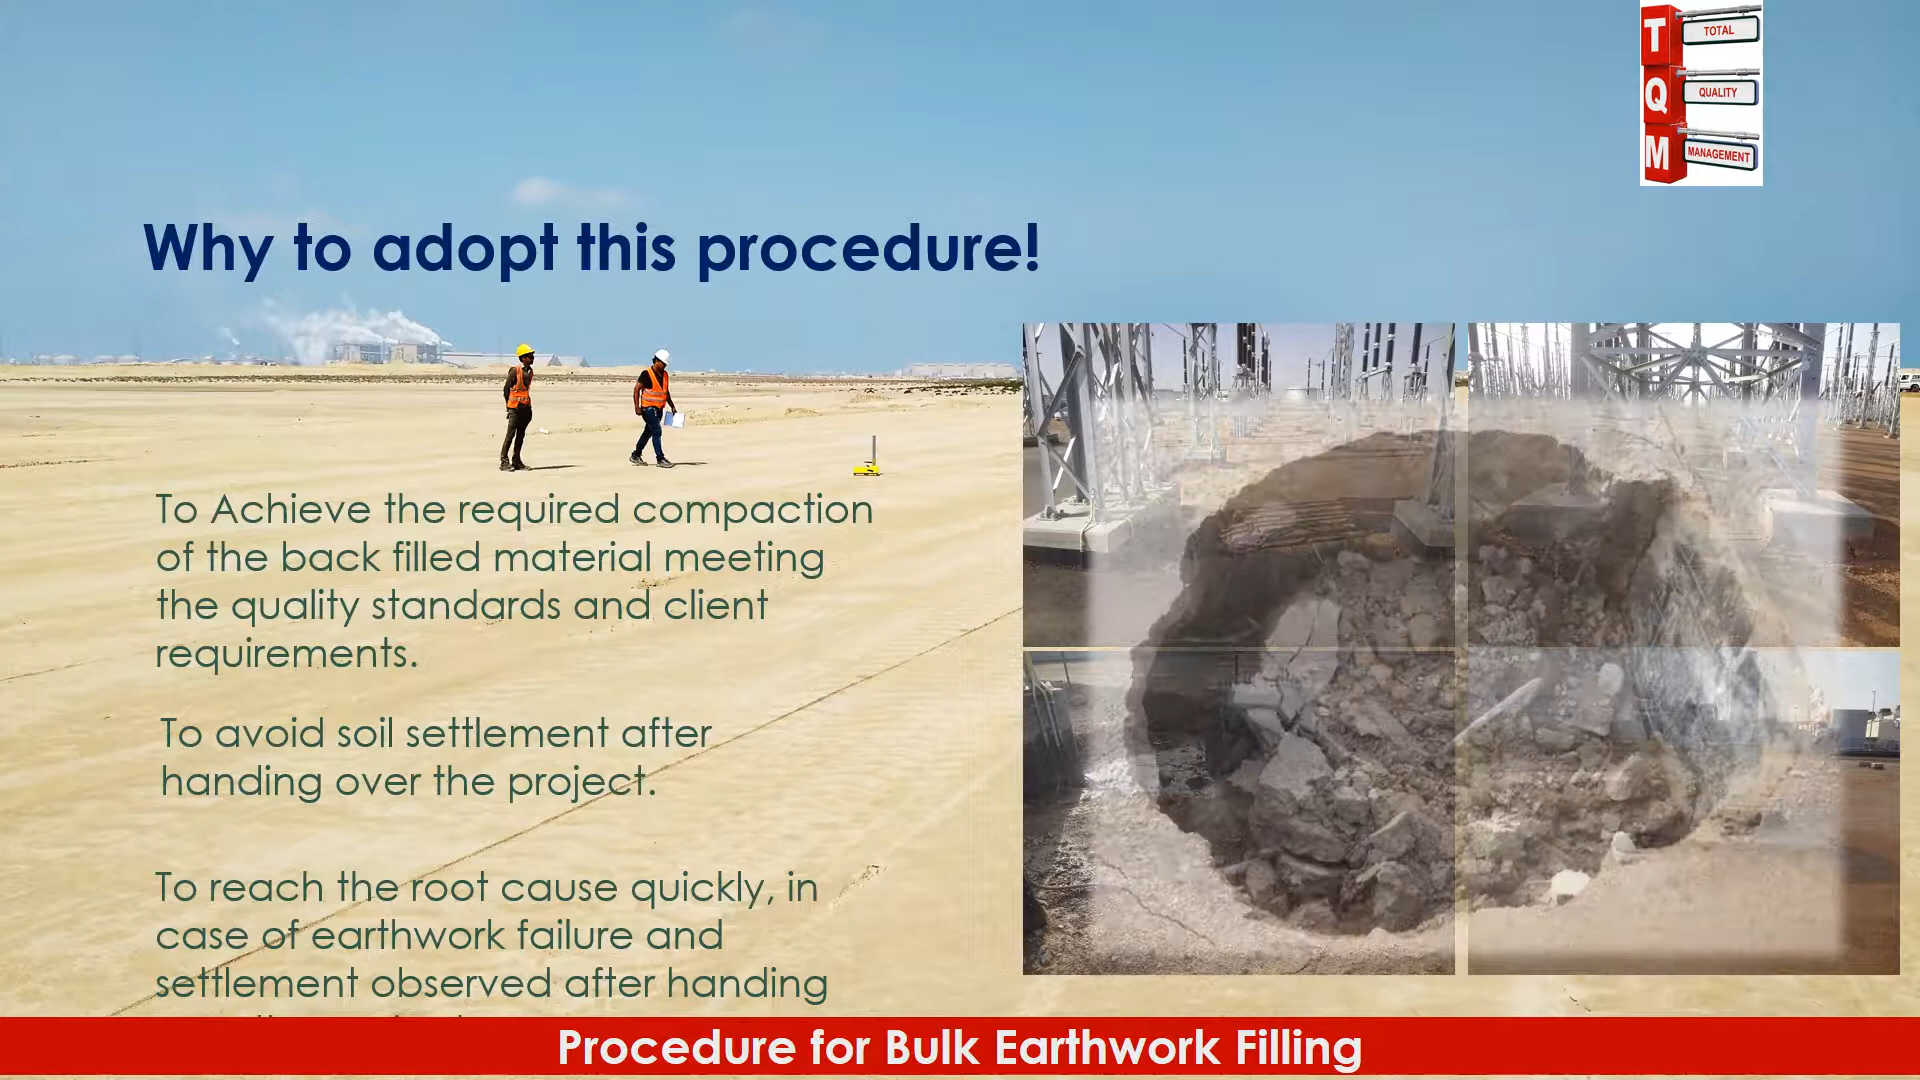 T
TOTAL
Q
QUALITY
M
MANAGEMENT
Why to adopt this procedure!
To Achieve the required compaction
of the back filled material meeting
the quality standards and client
requirements.
To avoid soil settlement after
handing over the project.
To reach the root cause quickly, in
case of earthwork failure and
settlement observed after handing
Procedure for Bulk Earthwork Filling